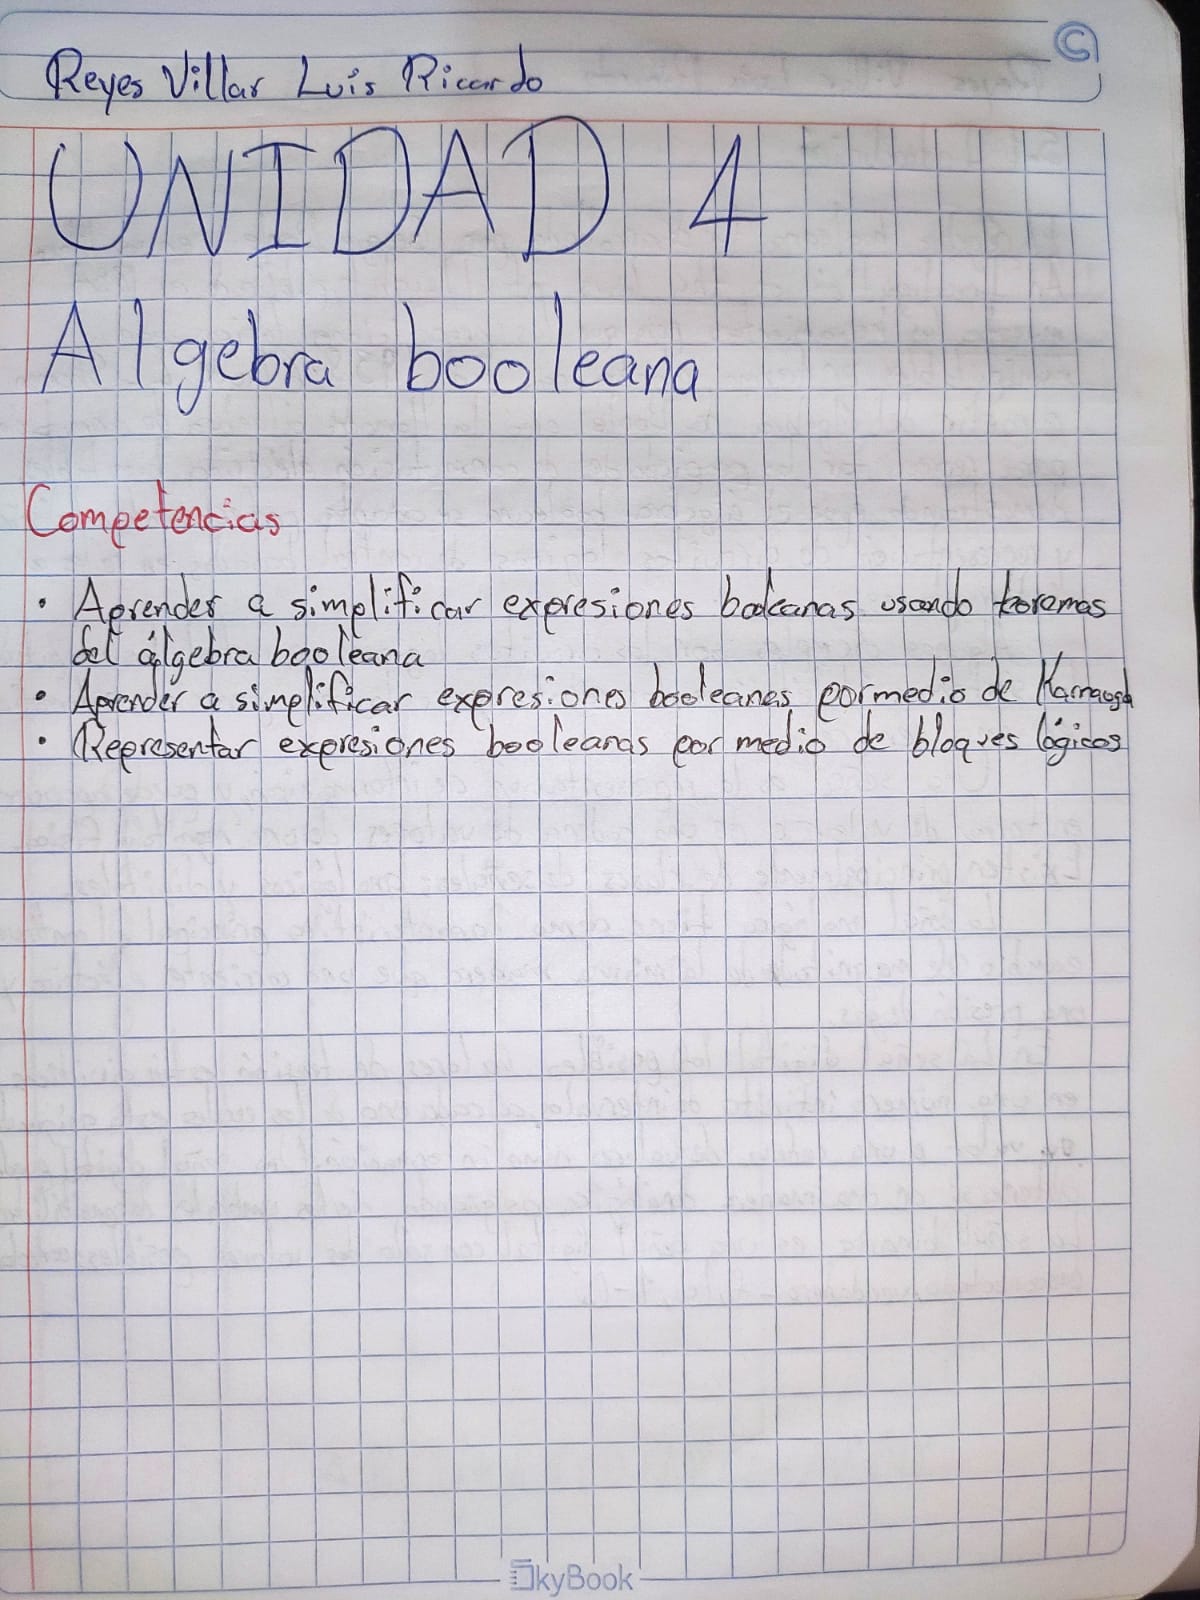 Reyes Villar Luis Ricardo
UNIDAD 4
Algebra booleana
Competencias
• Aprender a simplificar expresiones booleanas usando teoremas
del álgebra booleana
• Aprender a simplificar expresiones booleanas por medio de Karnaugh
• Representar expresiones booleanas por medio de bloques lógicos
SkyBook